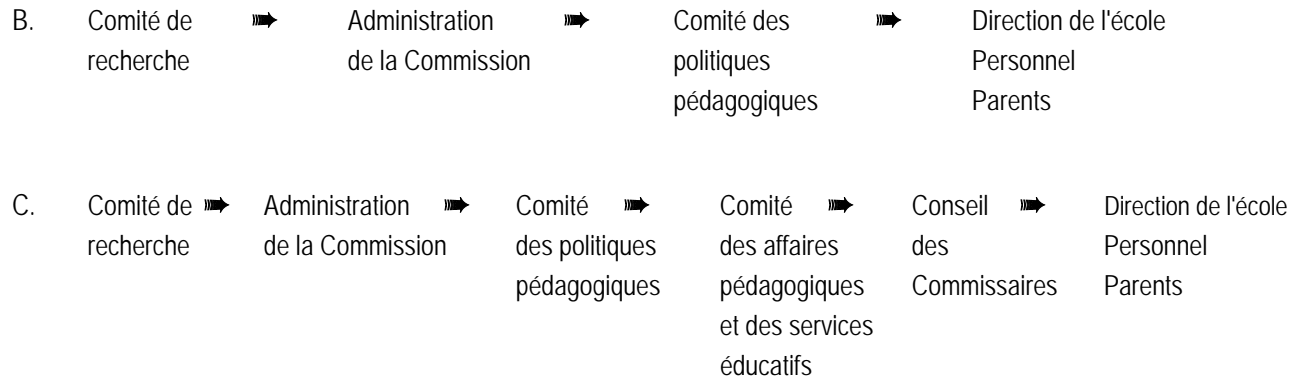 B. Comité de recherche ➠ Administration de la Commission ➠ Comité des politiques pédagogiques ➠ Direction de l'école Personnel Parents
C. Comité de recherche ➠ Administration de la Commission ➠ Comité des politiques pédagogiques ➠ Comité des affaires pédagogiques et des services éducatifs ➠ Conseil des Commissaires ➠ Direction de l'école Personnel Parents